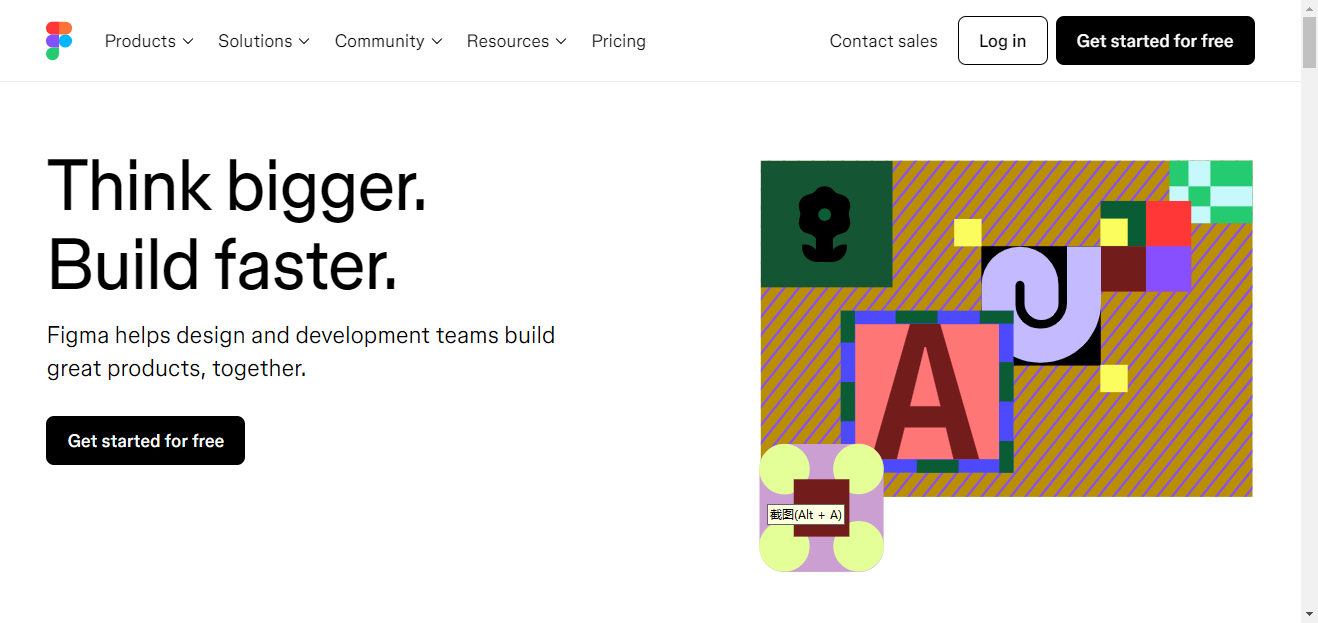 Products Solutions Community Resources Pricing Contact sales Log in Get started for free
Think bigger.
Build faster.
Figma helps design and development teams build
great products, together.
Get started for free
A
截图(Alt + A)